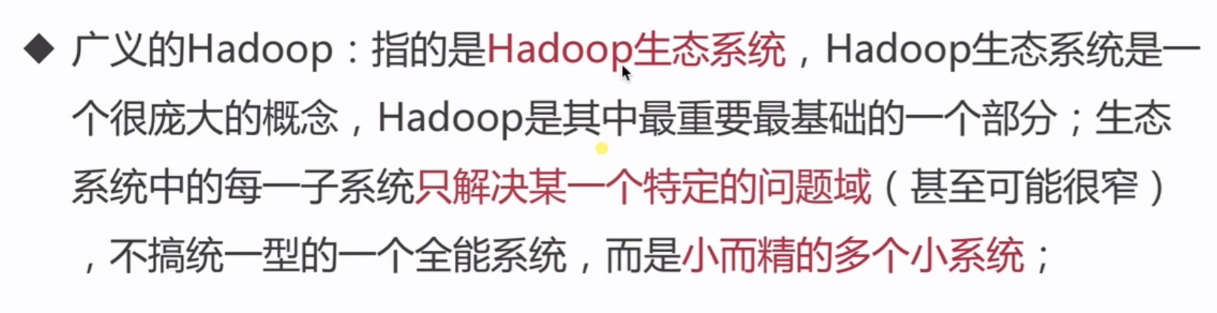 ◆ 广义的Hadoop：指的是Hadoop生态系统，Hadoop生态系统是一
个很庞大的概念，Hadoop是其中最重要最基础的一个部分；生态
系统中的每一子系统只解决某一个特定的问题域（甚至可能很窄）
，不搞统一型的一个全能系统，而是小而精的多个小系统；